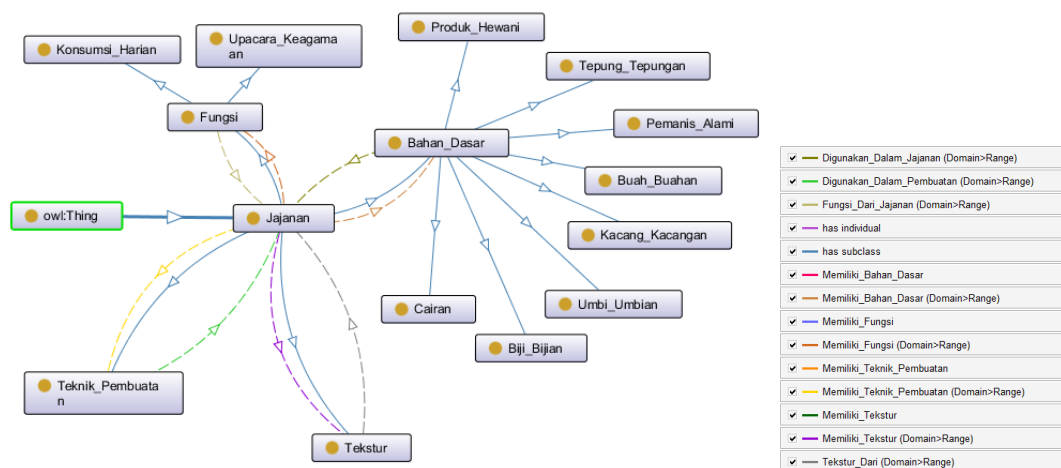 Produk_Hewani
Konsumsi_Harian
Upacara_Keagama
an
Tepung_Tepungan
Fungsi
Pemanis_Alami
Bahan_Dasar
Buah_Buahan
owl:Thing
Jajanan
Kacang_Kacangan
Cairan
Umbi_Umbian
Biji_Bijian
Teknik_Pembuata
n
Tekstur
Digunakan_Dalam_Jajanan (Domain>Range)
Digunakan_Dalam_Pembuatan (Domain>Range)
Fungsi_Dari_Jajanan (Domain>Range)
has individual
has subclass
Memiliki_Bahan_Dasar
Memiliki_Bahan_Dasar (Domain>Range)
Memiliki_Fungsi
Memiliki_Fungsi (Domain>Range)
Memiliki_Teknik_Pembuatan
Memiliki_Teknik_Pembuatan (Domain>Range)
Memiliki_Tekstur
Memiliki_Tekstur (Domain>Range)
Tekstur_Dari (Domain>Range)